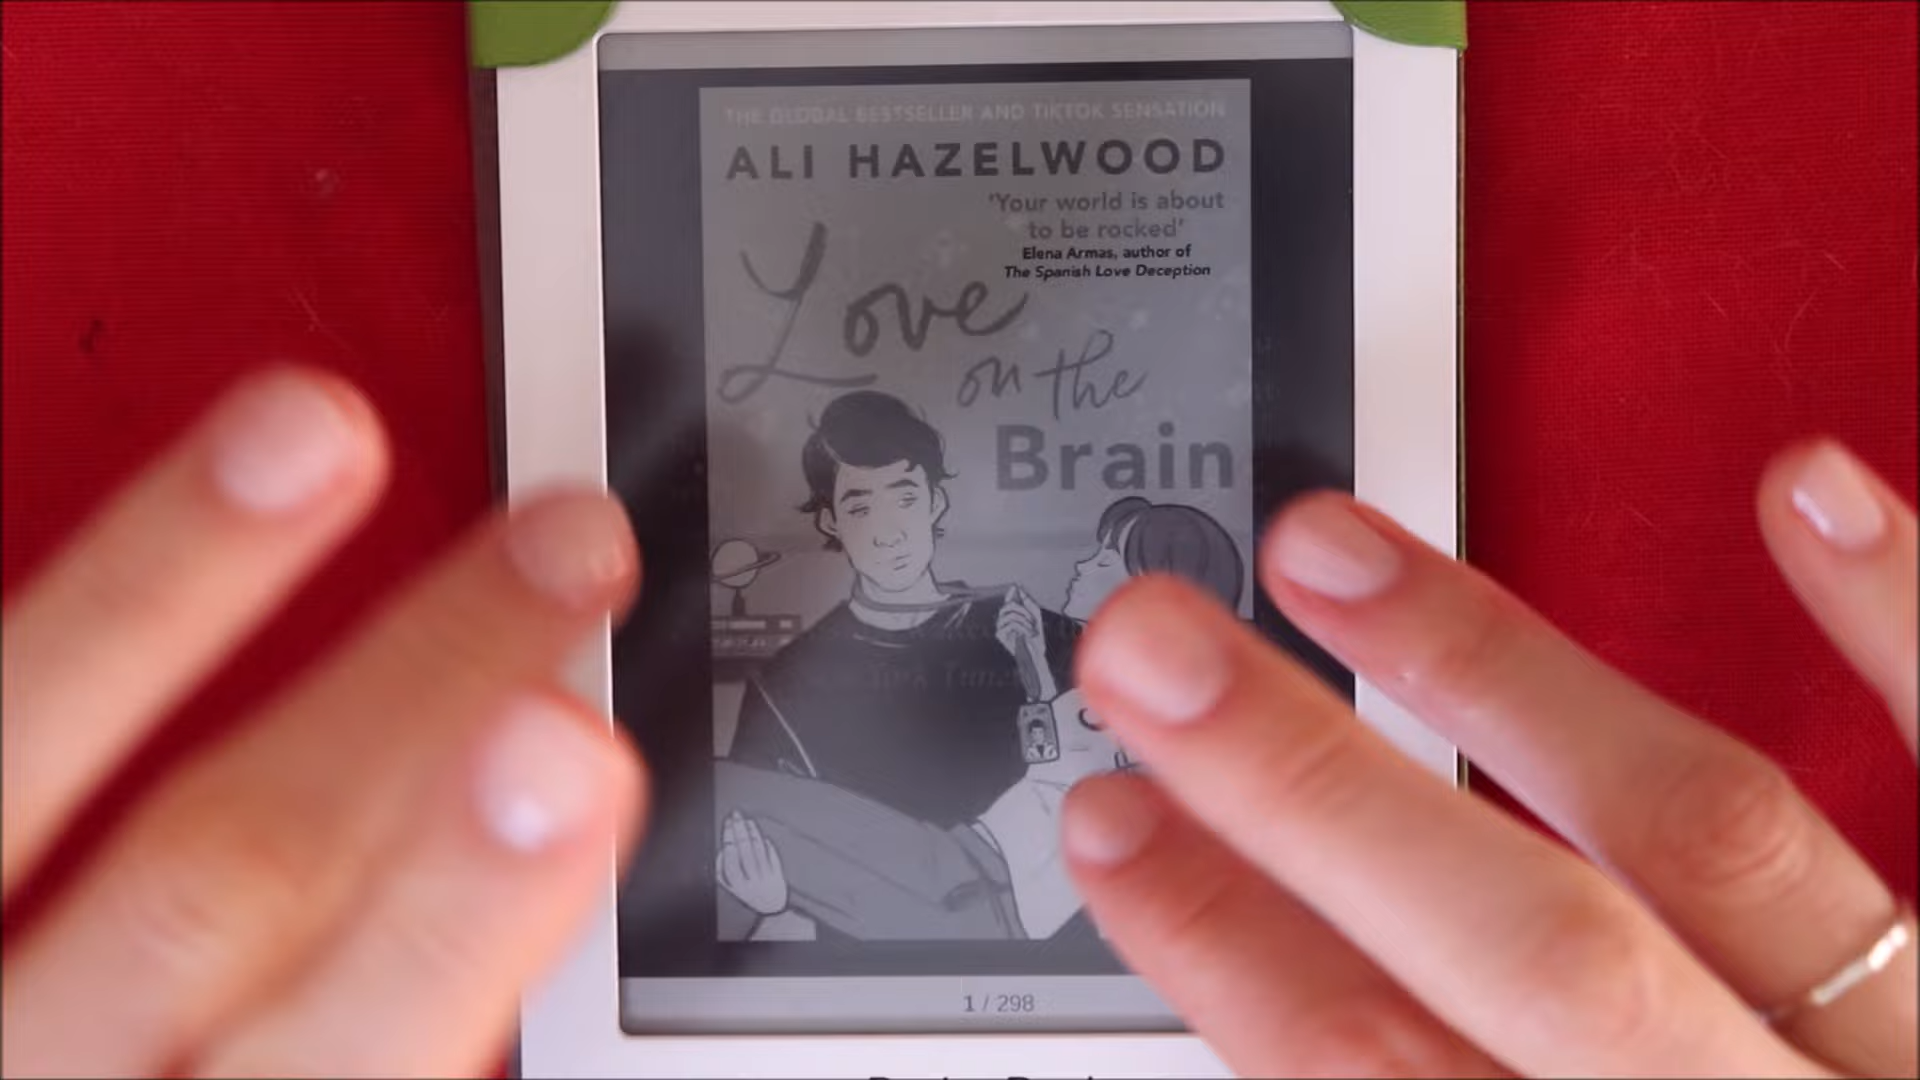 THE GLOBAL BESTSELLER AND TIKTOK SENSATION
ALI HAZELWOOD
'Your world is about
to be rocked'
Elena Armas, author of
The Spanish Love Deception
Love
on the
Brain
1 / 298